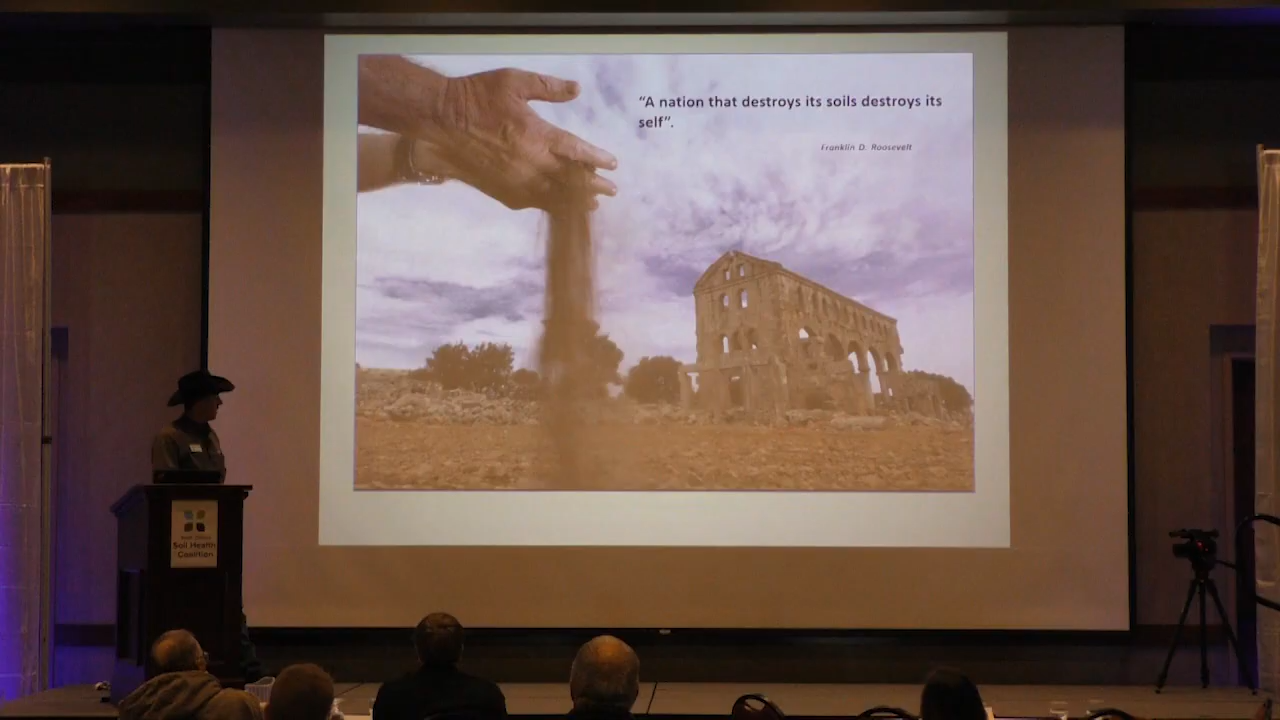 “A nation that destroys its soils destroys its
self”.
Franklin D. Roosevelt
Soil Health
Coalition